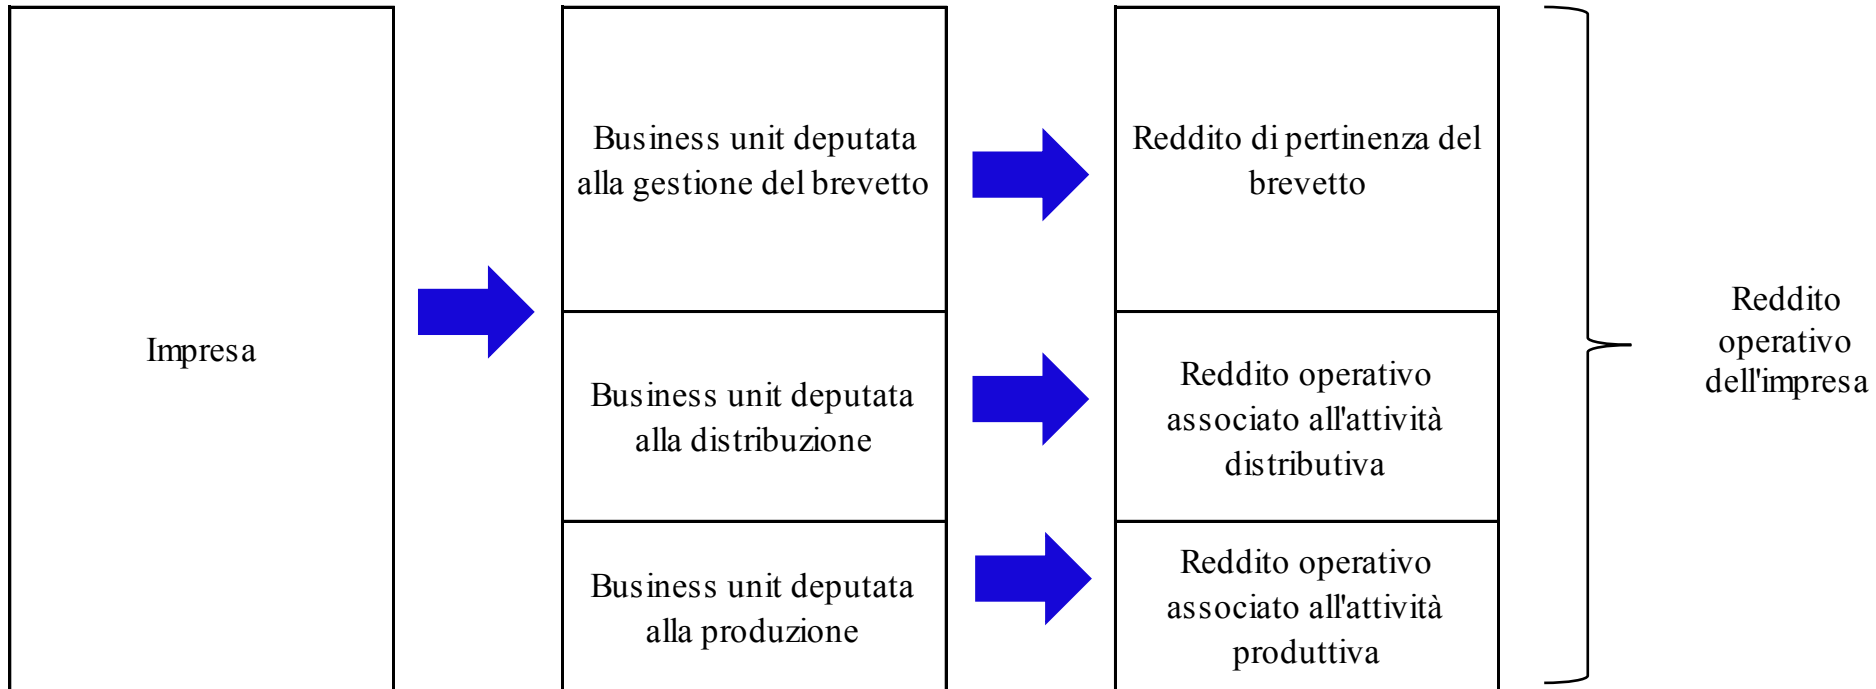 Impresa
Business unit deputata
alla gestione del brevetto
Reddito di pertinenza del
brevetto
Business unit deputata
alla distribuzione
Reddito operativo
associato all'attività
distributiva
Business unit deputata
alla produzione
Reddito operativo
associato all'attività
produttiva
Reddito
operativo
dell'impresa